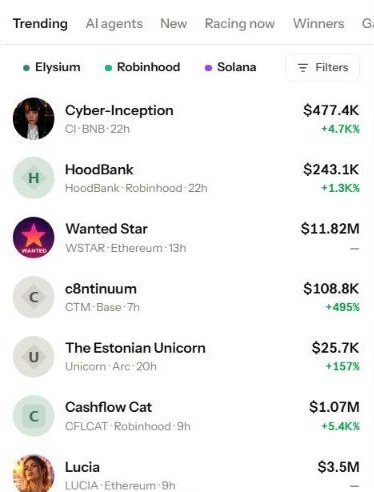 Trending AI agents New Racing now Winners Ga
Elysium Robinhood Solana Filters
Cyber-Inception $477.4K
CI·BNB·22h +4.7K%
H HoodBank $243.1K
HoodBank·Robinhood·22h +1.3K%
Wanted Star $11.82M
WANTED WSTAR·Ethereum·13h —
C c8ntinuum $108.8K
CTM·Base·7h +495%
U The Estonian Unicorn $25.7K
Unicorn·Arc·20h +157%
C Cashflow Cat $1.07M
CFLCAT·Robinhood·9h +5.4K%
Lucia $3.5M
LUCIA·Ethereum·9h —